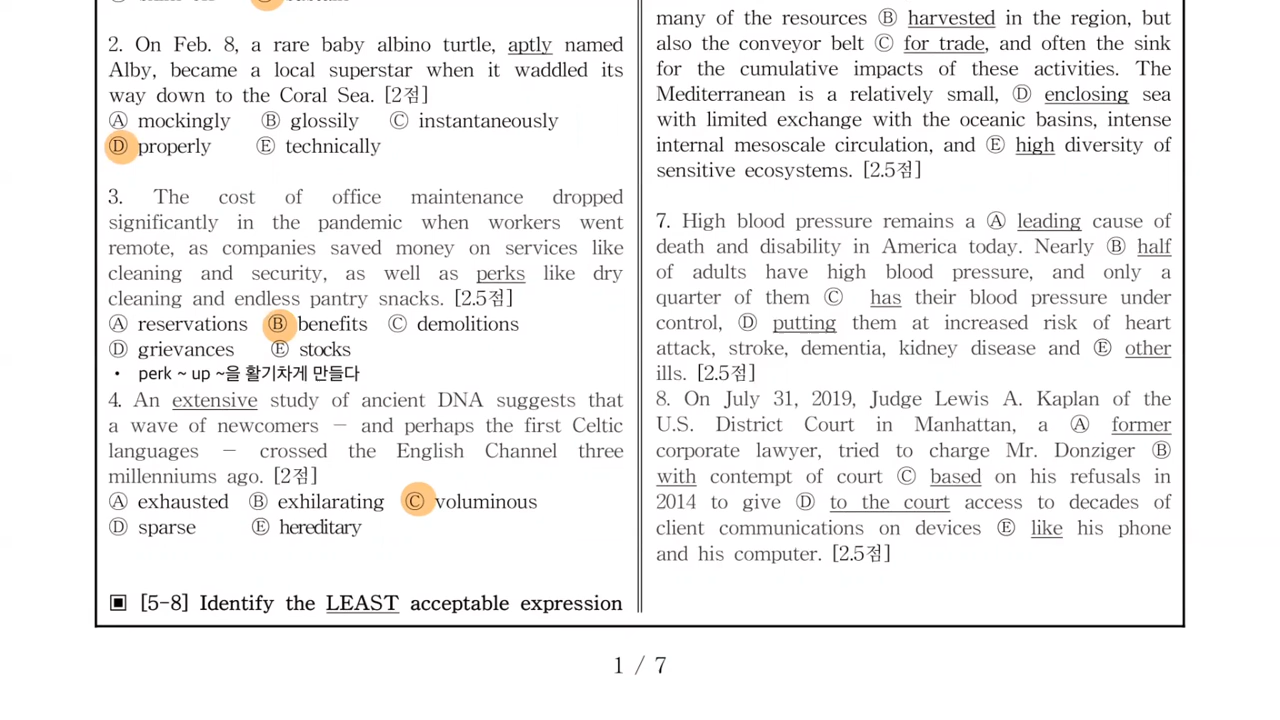 2. On Feb. 8, a rare baby albino turtle, aptly named
Alby, became a local superstar when it waddled its
way down to the Coral Sea. [2점]
Ⓐ mockingly Ⓑ glossily Ⓒ instantaneously
Ⓓ properly Ⓔ technically
3. The cost of office maintenance dropped
significantly in the pandemic when workers went
remote, as companies saved money on services like
cleaning and security, as well as perks like dry
cleaning and endless pantry snacks. [2.5점]
Ⓐ reservations Ⓑ benefits Ⓒ demolitions
Ⓓ grievances Ⓔ stocks
• perk ~ up ~을 활기차게 만들다
4. An extensive study of ancient DNA suggests that
a wave of newcomers － and perhaps the first Celtic
languages － crossed the English Channel three
millenniums ago. [2점]
Ⓐ exhausted Ⓑ exhilarating Ⓒ voluminous
Ⓓ sparse Ⓔ hereditary
▣ [5-8] Identify the LEAST acceptable expression
many of the resources Ⓑ harvested in the region, but
also the conveyor belt Ⓒ for trade, and often the sink
for the cumulative impacts of these activities. The
Mediterranean is a relatively small, Ⓓ enclosing sea
with limited exchange with the oceanic basins, intense
internal mesoscale circulation, and Ⓔ high diversity of
sensitive ecosystems. [2.5점]
7. High blood pressure remains a Ⓐ leading cause of
death and disability in America today. Nearly Ⓑ half
of adults have high blood pressure, and only a
quarter of them Ⓒ has their blood pressure under
control, Ⓓ putting them at increased risk of heart
attack, stroke, dementia, kidney disease and Ⓔ other
ills. [2.5점]
8. On July 31, 2019, Judge Lewis A. Kaplan of the
U.S. District Court in Manhattan, a Ⓐ former
corporate lawyer, tried to charge Mr. Donziger Ⓑ
with contempt of court Ⓒ based on his refusals in
2014 to give Ⓓ to the court access to decades of
client communications on devices Ⓔ like his phone
and his computer. [2.5점]
1 / 7